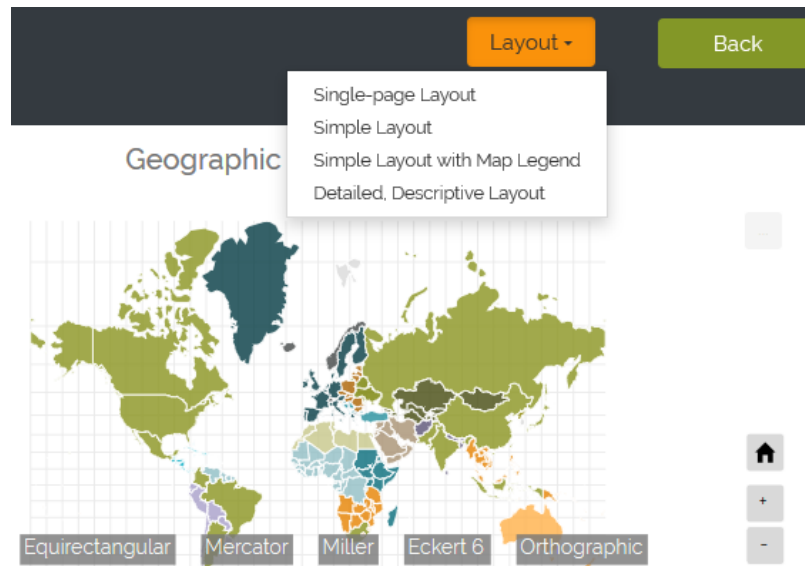 Layout
Back
Single-page Layout
Simple Layout
Simple Layout with Map Legend
Detailed, Descriptive Layout
Geographic
...
+
-
Equirectangular Mercator Miller Eckert 6 Orthographic